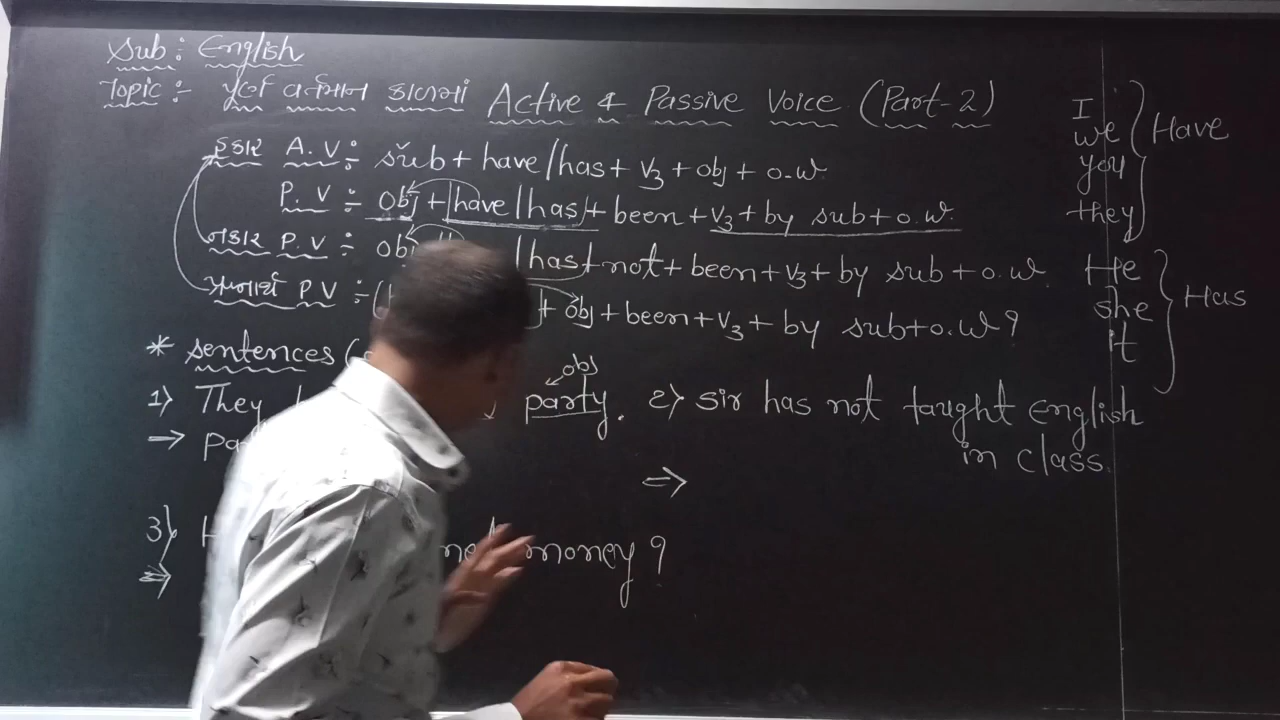 Sub : English
Topic :- પૂર્ણ વર્તમાન કાળમાં Active & Passive Voice (Part-2)
હકાર A.V :- sub + have/has + V3 + obj + o.w.
P.V :- obj + have/has + been + V3 + by sub + o.w.
નકાર P.V :- obj /has + not + been + V3 + by sub + o.w.
પ્રશ્નાર્થ P.V :- ( + obj + been + V3 + by sub + o.w ?
I
we
you
they
Have
He
she
it
Has
* sentences (
obj
1) They party.
⇒
2) sir has not taught English
in class.
⇒
3) money ?
⇒